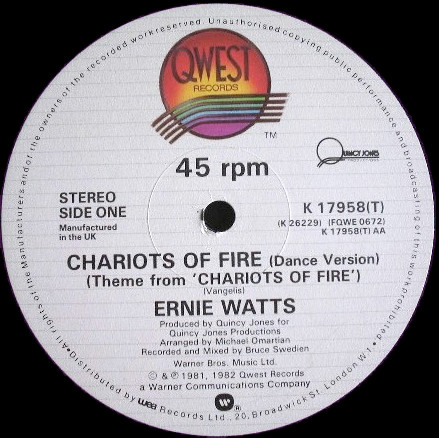 QWEST
RECORDS
TM
45 rpm
QUINCY JONES
PRODUCTIONS
STEREO
SIDE ONE
Manufactured
in the UK
K 17958(T)
(K 26229) (FQWE 0672)
K 17958(T) AA
CHARIOTS OF FIRE (Dance Version)
(Theme from 'CHARIOTS OF FIRE')
(Vangelis)
ERNIE WATTS
Produced by Quincy Jones for
Quincy Jones Productions
Arranged by Michael Omartian
Recorded and Mixed by Bruce Swedien
Warner Bros. Music Ltd.
© & ℗ 1981, 1982 Qwest Records
a Warner Communications Company
®
rights of the Manufacturers and/or the owners of the recorded work reserved. Unauthorised copying public performance and broadcasting of this work prohibited
• Distributed by wea Records Ltd., 20, Broadwick St London W.1. •